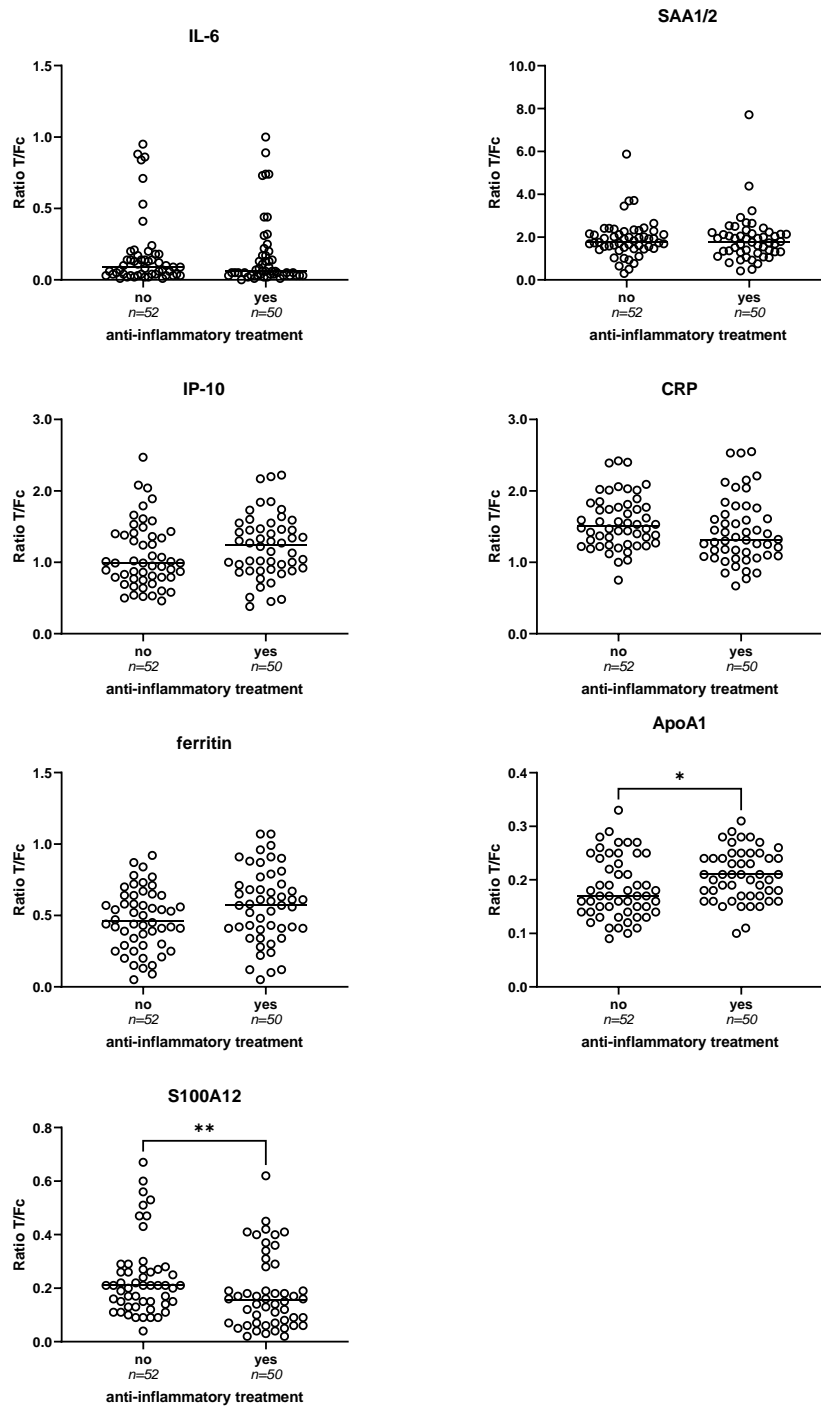 IL-6
Ratio T/Fc
1.5
1.0
0.5
0.0
no yes
n=52 n=50
anti-inflammatory treatment
SAA1/2
Ratio T/Fc
10.0
8.0
6.0
4.0
2.0
0.0
no yes
n=52 n=50
anti-inflammatory treatment
IP-10
Ratio T/Fc
3.0
2.0
1.0
0.0
no yes
n=52 n=50
anti-inflammatory treatment
CRP
Ratio T/Fc
3.0
2.0
1.0
0.0
no yes
n=52 n=50
anti-inflammatory treatment
ferritin
Ratio T/Fc
1.5
1.0
0.5
0.0
no yes
n=52 n=50
anti-inflammatory treatment
ApoA1
Ratio T/Fc
0.4
*
0.3
0.2
0.1
0.0
no yes
n=52 n=50
anti-inflammatory treatment
S100A12
Ratio T/Fc
0.8
**
0.6
0.4
0.2
0.0
no yes
n=52 n=50
anti-inflammatory treatment